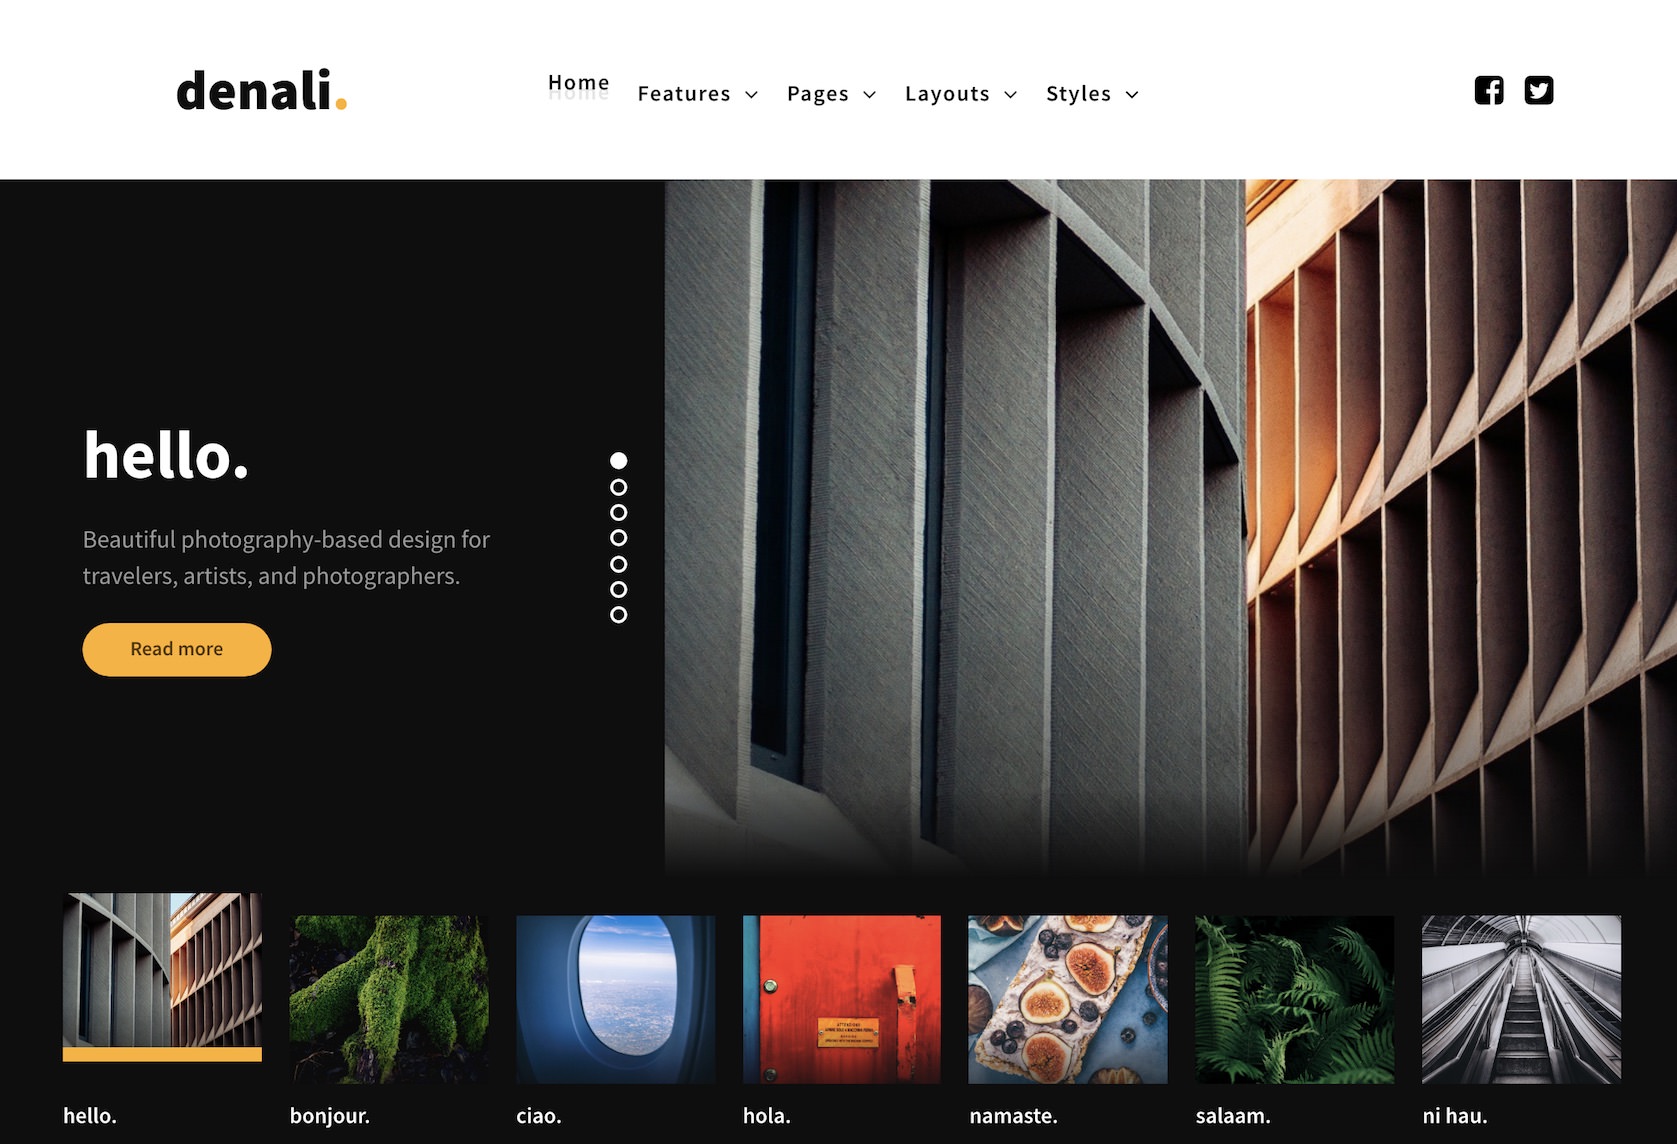 denali.
Home
Features
Pages
Layouts
Styles
hello.
Beautiful photography-based design for
travelers, artists, and photographers.
Read more
hello.
bonjour.
ciao.
hola.
namaste.
salaam.
ni hau.